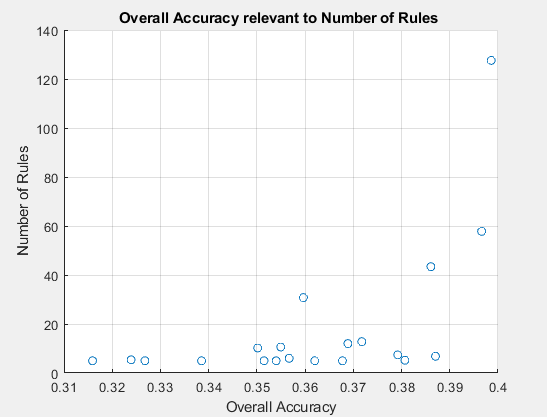 Overall Accuracy relevant to Number of Rules
140
120
100
80
60
40
20
0
Number of Rules
0.31 0.32 0.33 0.34 0.35 0.36 0.37 0.38 0.39 0.4
Overall Accuracy